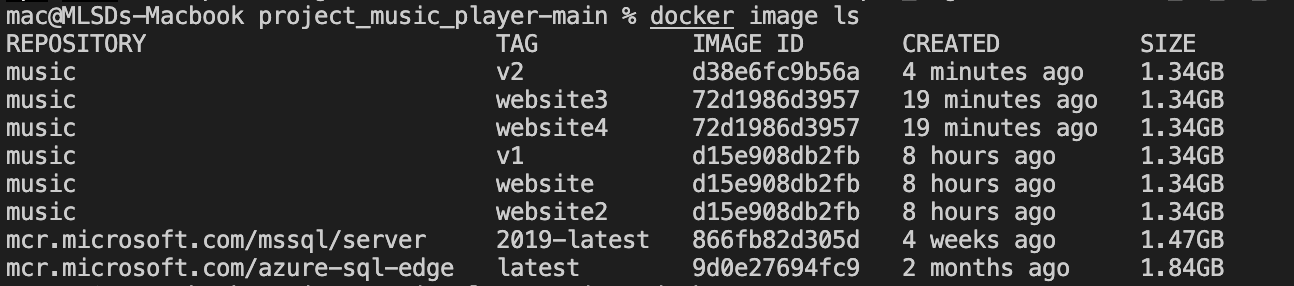 mac@MLSDs-Macbook project_music_player-main % docker image ls
REPOSITORY TAG IMAGE ID CREATED SIZE
music v2 d38e6fc9b56a 4 minutes ago 1.34GB
music website3 72d1986d3957 19 minutes ago 1.34GB
music website4 72d1986d3957 19 minutes ago 1.34GB
music v1 d15e908db2fb 8 hours ago 1.34GB
music website d15e908db2fb 8 hours ago 1.34GB
music website2 d15e908db2fb 8 hours ago 1.34GB
mcr.microsoft.com/mssql/server 2019-latest 866fb82d305d 4 weeks ago 1.47GB
mcr.microsoft.com/azure-sql-edge latest 9d0e27694fc9 2 months ago 1.84GB